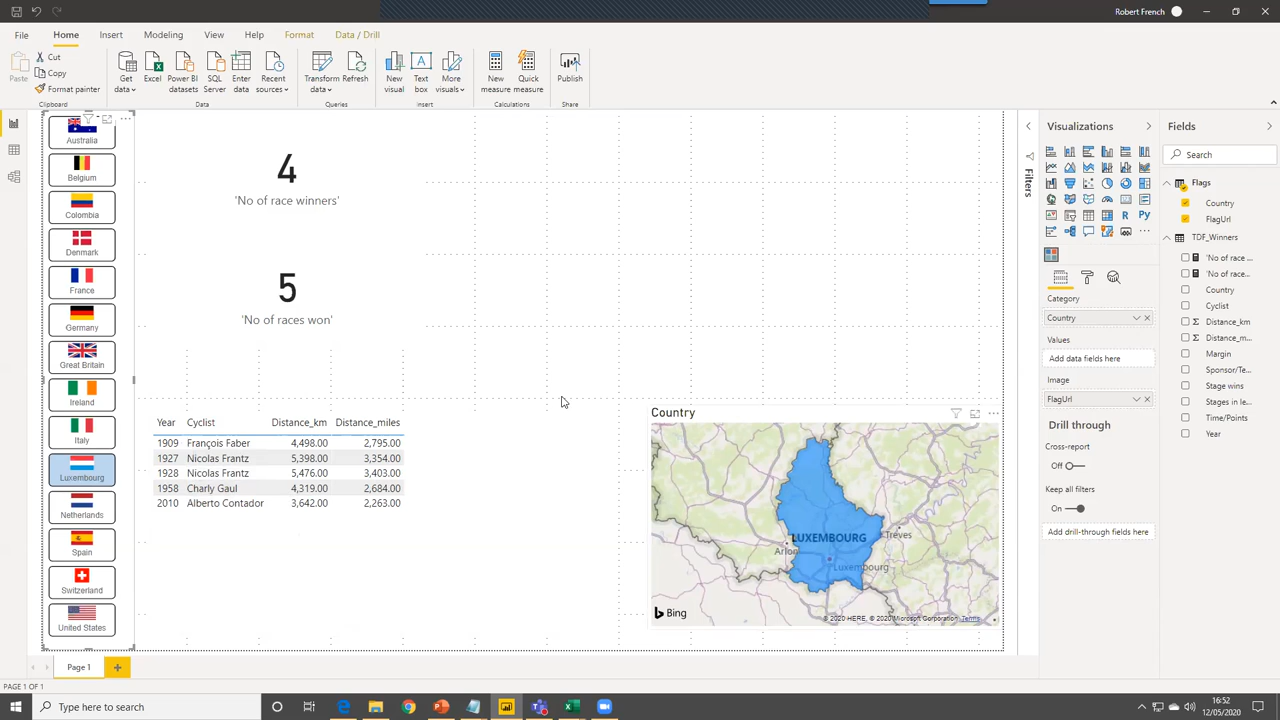 Robert French
File Home Insert Modeling View Help Format Data / Drill
Paste
Cut
Copy
Format painter
Clipboard
Get data
Excel
Power BI datasets
SQL Server
Enter data
Recent sources
Data
Transform data
Refresh
Queries
New visual
Text box
More visuals
Insert
New measure
Quick measure
Calculations
Publish
Share
Australia
Belgium
Colombia
Denmark
France
Germany
Great Britain
Ireland
Italy
Luxembourg
Netherlands
Spain
Switzerland
United States
4
'No of race winners'
5
'No of races won'
Year Cyclist Distance_km Distance_miles
1909 François Faber 4,498.00 2,795.00
1927 Nicolas Frantz 5,398.00 3,354.00
1928 Nicolas Frantz 5,476.00 3,403.00
1958 Charly Gaul 4,319.00 2,684.00
2010 Alberto Contador 3,642.00 2,263.00
Country
LUXEMBOURG
Arlon
Treves
Luxembourg
Bing
© 2020 HERE, © 2020 Microsoft Corporation Terms
Filters
Visualizations
R Py
Category
Country
Values
Add data fields here
Image
FlagUrl
Drill through
Cross-report
Off
Keep all filters
On
Add drill-through fields here
Fields
Search
Flags
Country
FlagUrl
TDF_Winners
'No of race ...
'No of race...
Country
Cyclist
Σ Distance_km
Σ Distance_m...
Margin
Sponsor/Te...
Stage wins
Stages in le...
Time/Points
Year
Page 1
PAGE 1 OF 1
Type here to search
16:52
12/05/2020